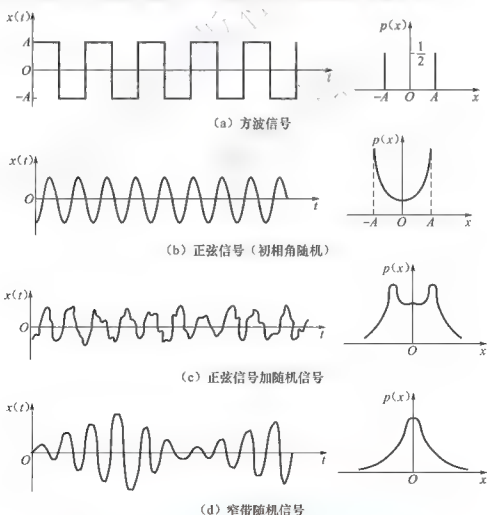 x(t) p(x)
A
1/2
O t
-A -A O A x
(a) 方波信号
x(t) p(x)
O t
-A O A x
(b) 正弦信号（初相角随机）
x(t) p(x)
O t
O x
(c) 正弦信号加随机信号
x(t) p(x)
O t
O x
(d) 窄带随机信号